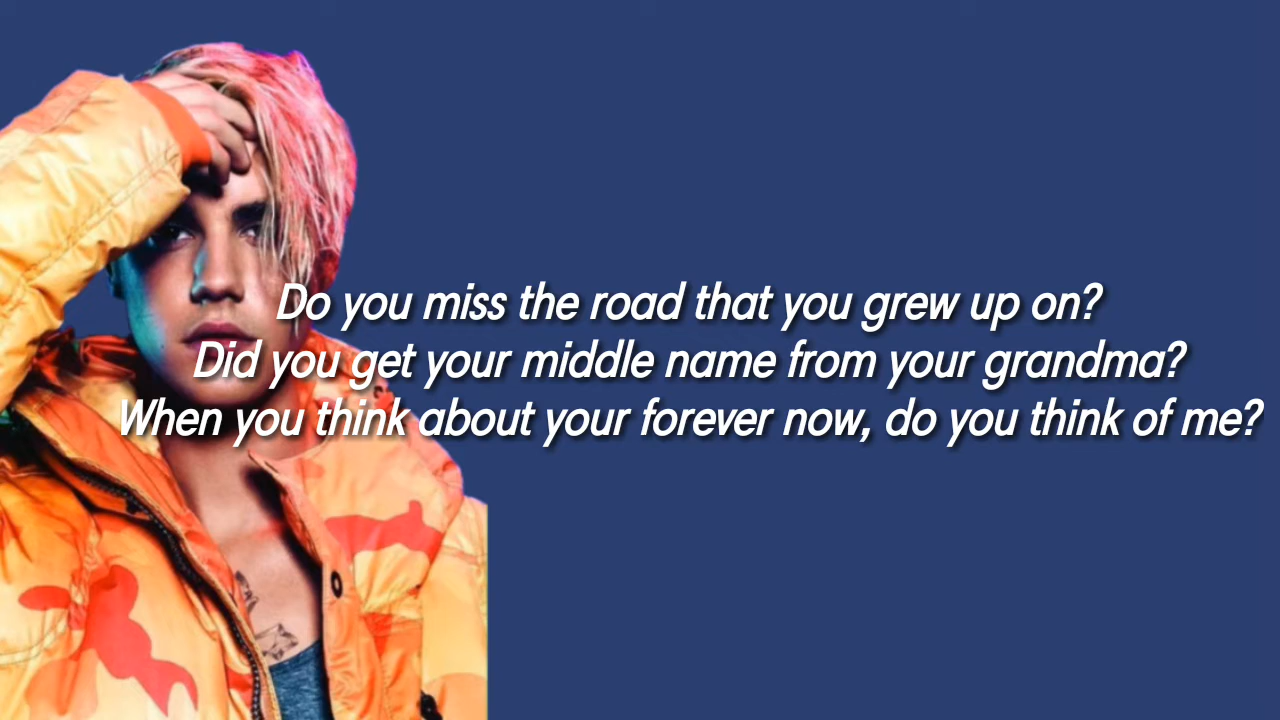 Do you miss the road that you grew up on?
Did you get your middle name from your grandma?
When you think about your forever now, do you think of me?